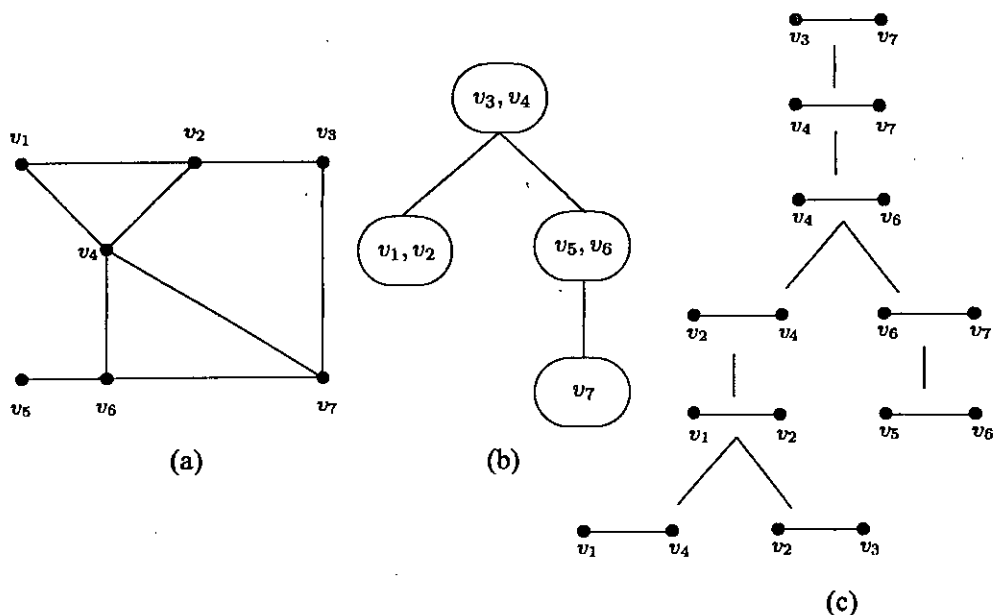 v1 v2 v3
v4
v5 v6 v7
(a)
v3, v4
v1, v2 v5, v6
v7
(b)
v3 v7
v4 v7
v4 v6
v2 v4 v6 v7
v1 v2 v5 v6
v1 v4 v2 v3
(c)